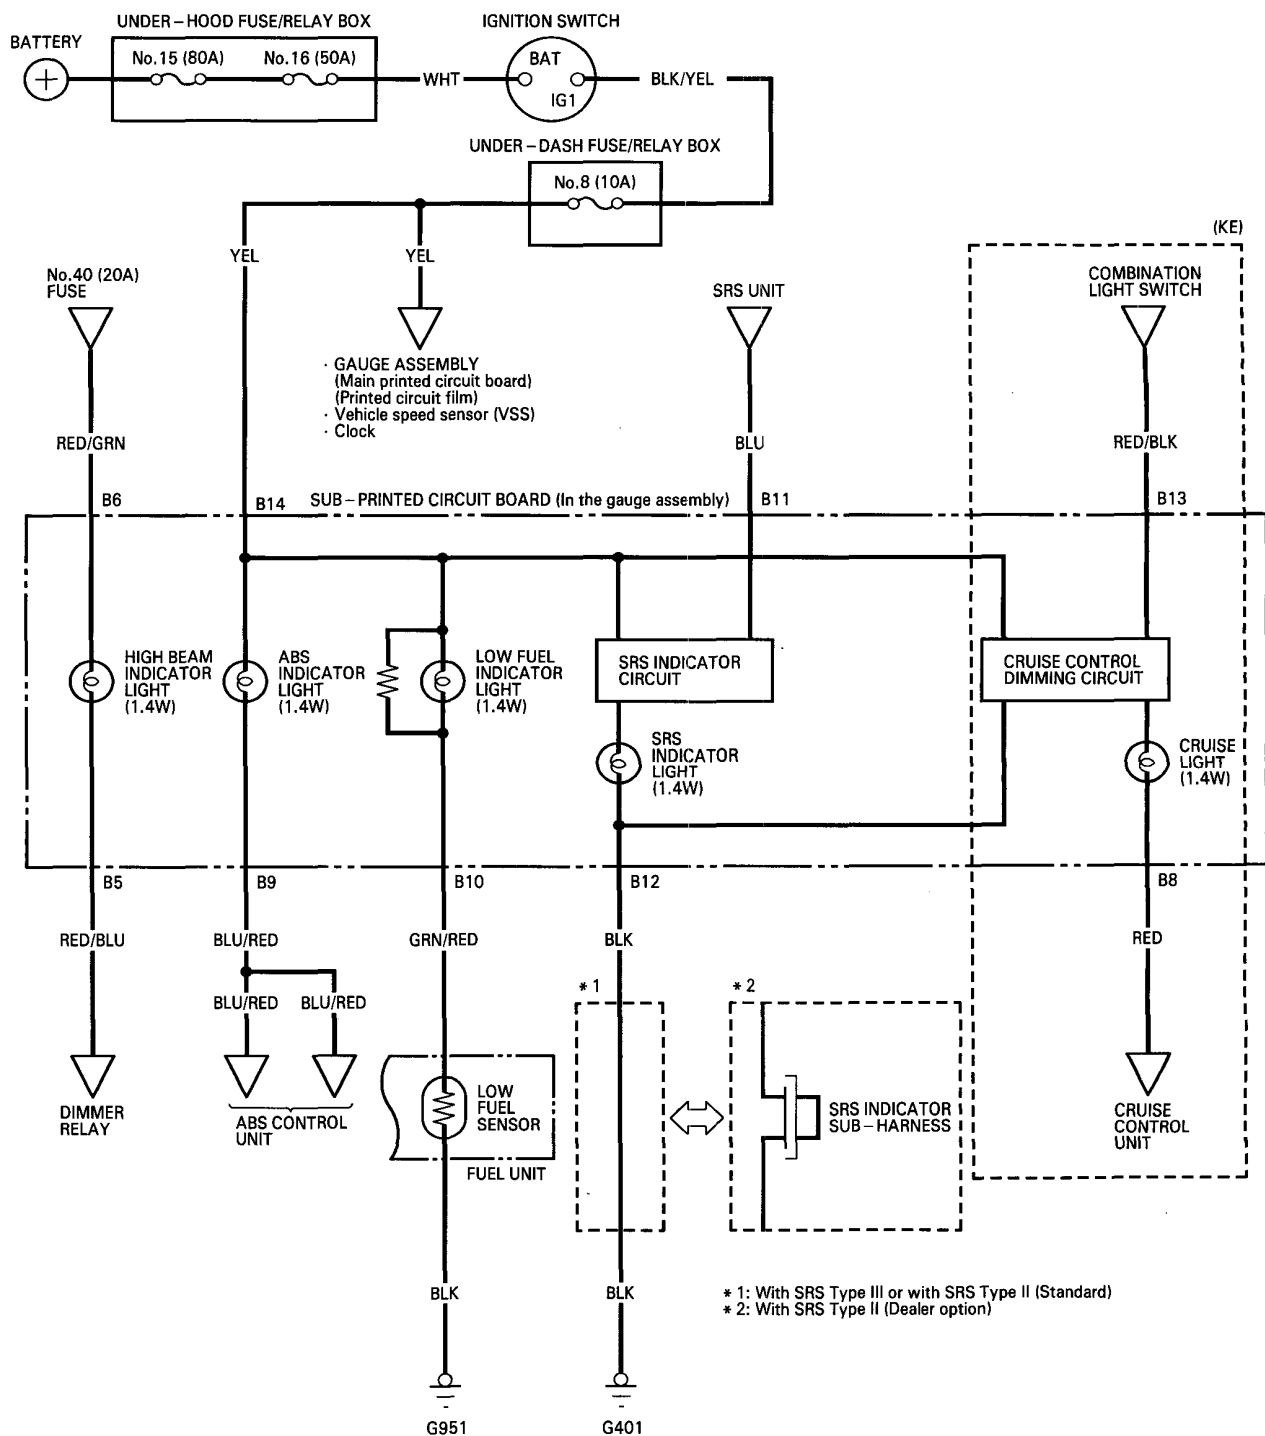 UNDER-HOOD FUSE/RELAY BOX
IGNITION SWITCH
BATTERY
No.15 (80A)
No.16 (50A)
BAT
+
WHT
BLK/YEL
IG1
UNDER-DASH FUSE/RELAY BOX
No.8 (10A)
(KE)
YEL
YEL
No.40 (20A)
FUSE
SRS UNIT
COMBINATION
LIGHT SWITCH
· GAUGE ASSEMBLY
(Main printed circuit board)
(Printed circuit film)
· Vehicle speed sensor (VSS)
· Clock
RED/GRN
BLU
RED/BLK
B6
B14
SUB-PRINTED CIRCUIT BOARD (In the gauge assembly)
B11
B13
HIGH BEAM
INDICATOR
LIGHT
(1.4W)
ABS
INDICATOR
LIGHT
(1.4W)
LOW FUEL
INDICATOR
LIGHT
(1.4W)
SRS INDICATOR
CIRCUIT
CRUISE CONTROL
DIMMING CIRCUIT
SRS
INDICATOR
LIGHT
(1.4W)
CRUISE
LIGHT
(1.4W)
B5
B9
B10
B12
B8
RED/BLU
BLU/RED
GRN/RED
BLK
RED
BLU/RED
BLU/RED
* 1
* 2
DIMMER
RELAY
ABS CONTROL
UNIT
LOW
FUEL
SENSOR
FUEL UNIT
SRS INDICATOR
SUB-HARNESS
CRUISE
CONTROL
UNIT
BLK
BLK
* 1: With SRS Type III or with SRS Type II (Standard)
* 2: With SRS Type II (Dealer option)
G951
G401